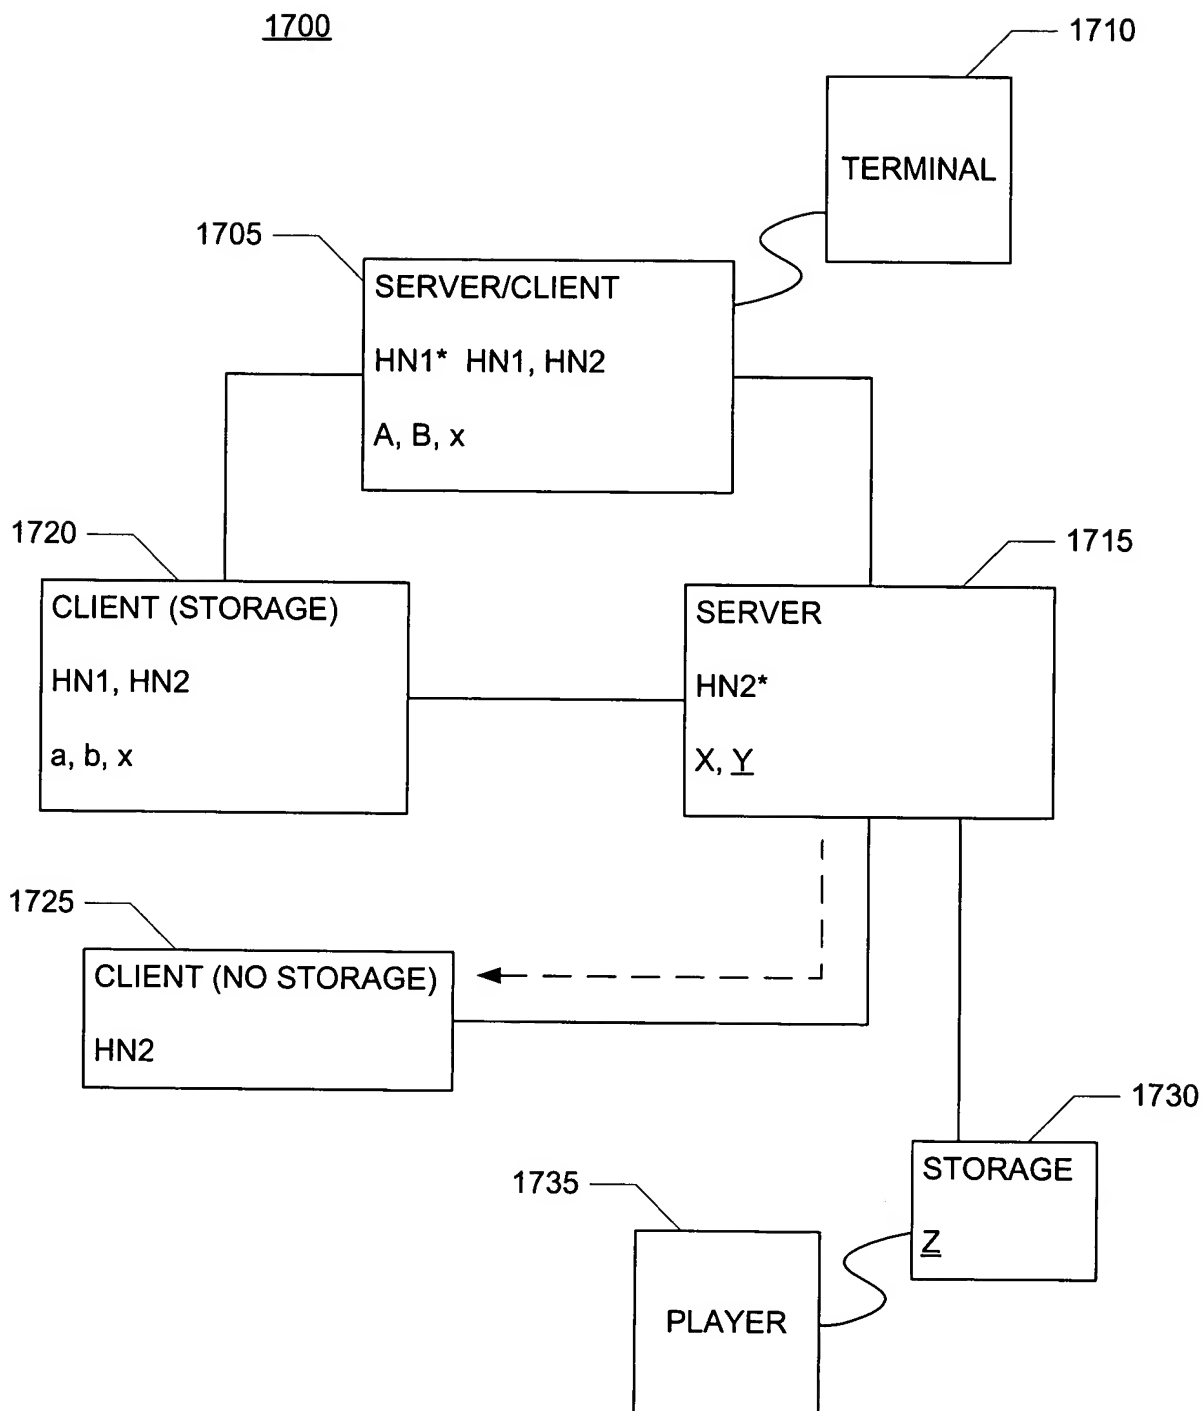 1700
1710
TERMINAL
1705
SERVER/CLIENT
HN1* HN1, HN2
A, B, x
1720
CLIENT (STORAGE)
HN1, HN2
a, b, x
1715
SERVER
HN2*
X, Y
1725
CLIENT (NO STORAGE)
HN2
1730
STORAGE
Z
1735
PLAYER